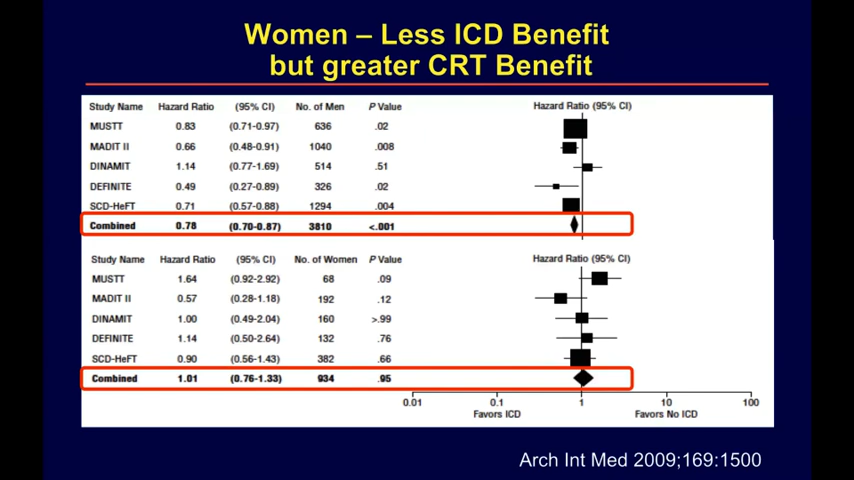 Women – Less ICD Benefit
but greater CRT Benefit
Study Name Hazard Ratio (95% CI) No. of Men P Value Hazard Ratio (95% CI)
MUSTT 0.83 (0.71-0.97) 636 .02
MADIT II 0.66 (0.48-0.91) 1040 .008
DINAMIT 1.14 (0.77-1.69) 514 .51
DEFINITE 0.49 (0.27-0.89) 326 .02
SCD-HeFT 0.71 (0.57-0.88) 1294 .004
Combined 0.78 (0.70-0.87) 3810 <.001
Study Name Hazard Ratio (95% CI) No. of Women P Value Hazard Ratio (95% CI)
MUSTT 1.64 (0.92-2.92) 68 .09
MADIT II 0.57 (0.28-1.18) 192 .12
DINAMIT 1.00 (0.49-2.04) 160 >.99
DEFINITE 1.14 (0.50-2.64) 132 .76
SCD-HeFT 0.90 (0.56-1.43) 382 .66
Combined 1.01 (0.76-1.33) 934 .95
0.01 0.1 1 10 100
Favors ICD Favors No ICD
Arch Int Med 2009;169:1500